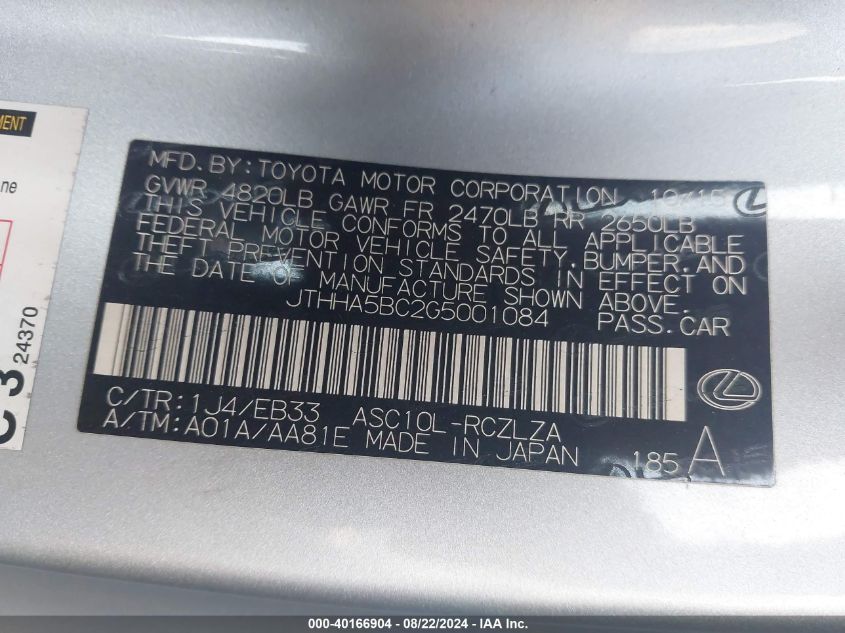 MENT
ne
C3 24370
MFD. BY: TOYOTA MOTOR CORPORATION 10/15
GVWR 4820LB GAWR FR 2470LB RR 2650LB
THIS VEHICLE CONFORMS TO ALL APPLICABLE
FEDERAL MOTOR VEHICLE SAFETY, BUMPER, AND
THEFT PREVENTION STANDARDS IN EFFECT ON
THE DATE OF MANUFACTURE SHOWN ABOVE.
JTHHA5BC2G5001084 PASS. CAR
C/TR: 1J4/EB33 ASC10L-RCZLZA
A/TM: A01A/AA81E MADE IN JAPAN 185 A
000-40166904 - 08/22/2024 - IAA Inc.